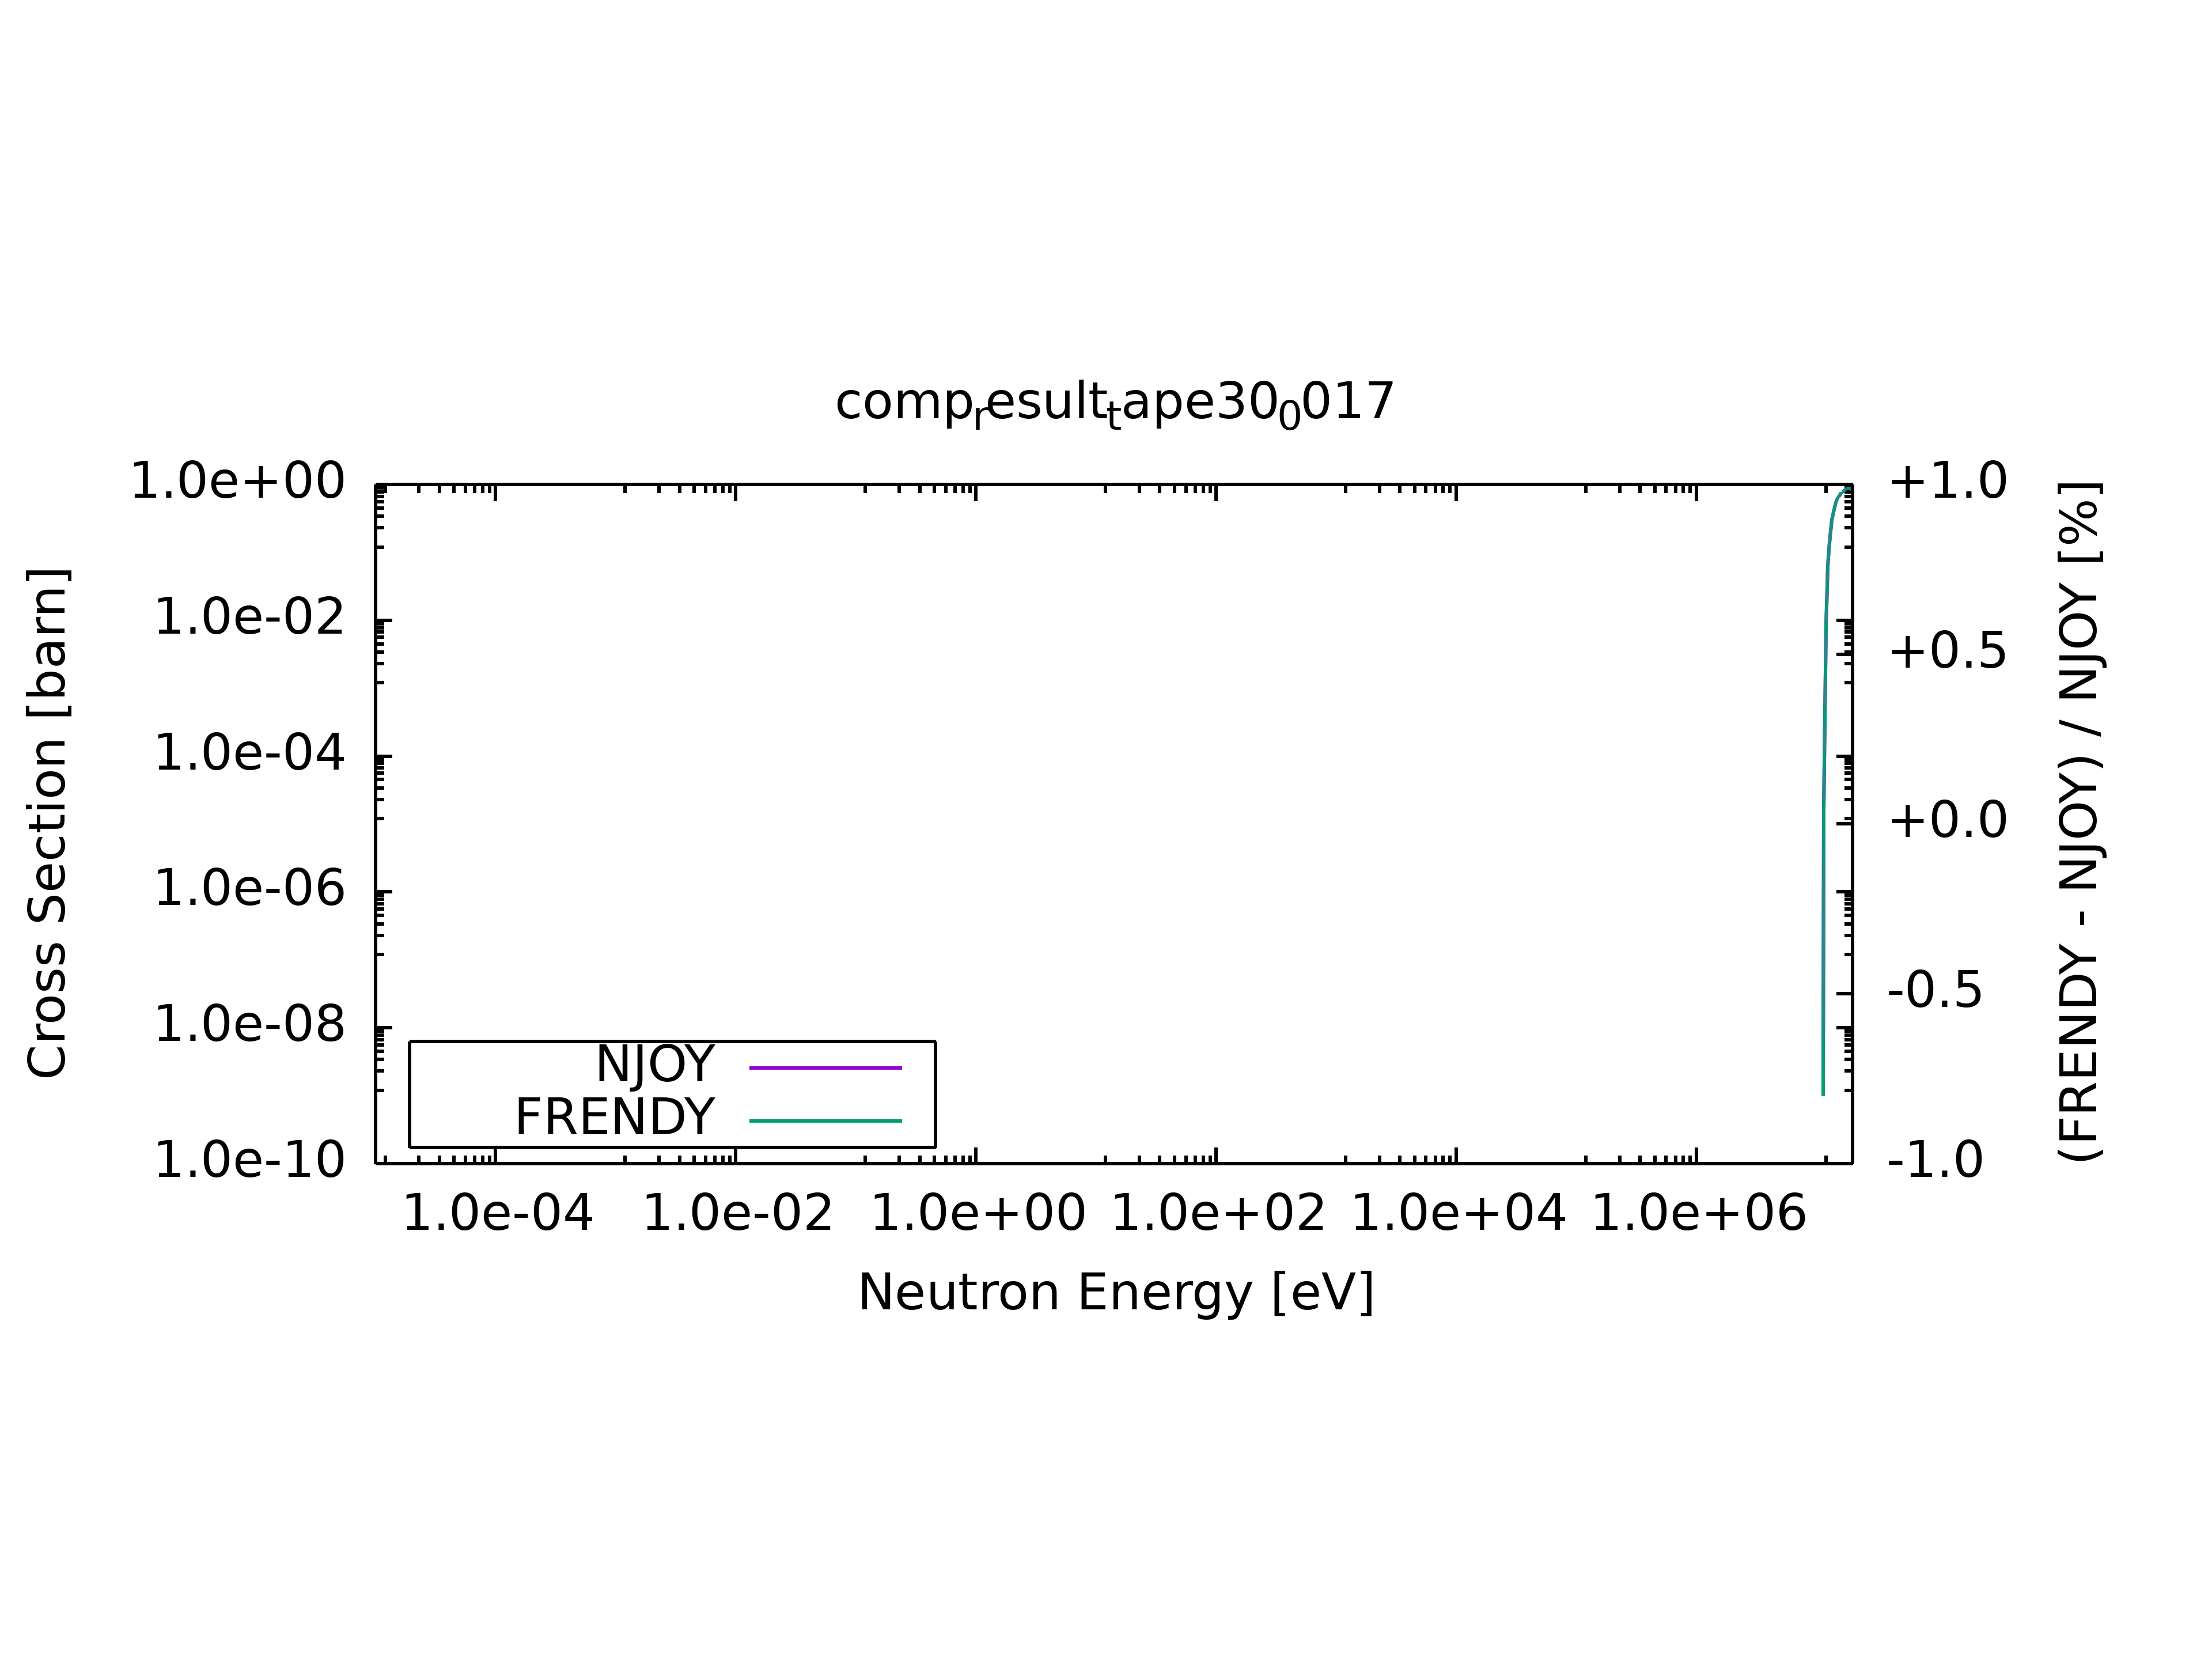 comp_resulttape30_0017
1.0e+00
1.0e-02
1.0e-04
1.0e-06
1.0e-08
1.0e-10
Cross Section [barn]
+1.0
+0.5
+0.0
-0.5
-1.0
(FRENDY - NJOY) / NJOY [%]
NJOY
FRENDY
1.0e-04 1.0e-02 1.0e+00 1.0e+02 1.0e+04 1.0e+06
Neutron Energy [eV]